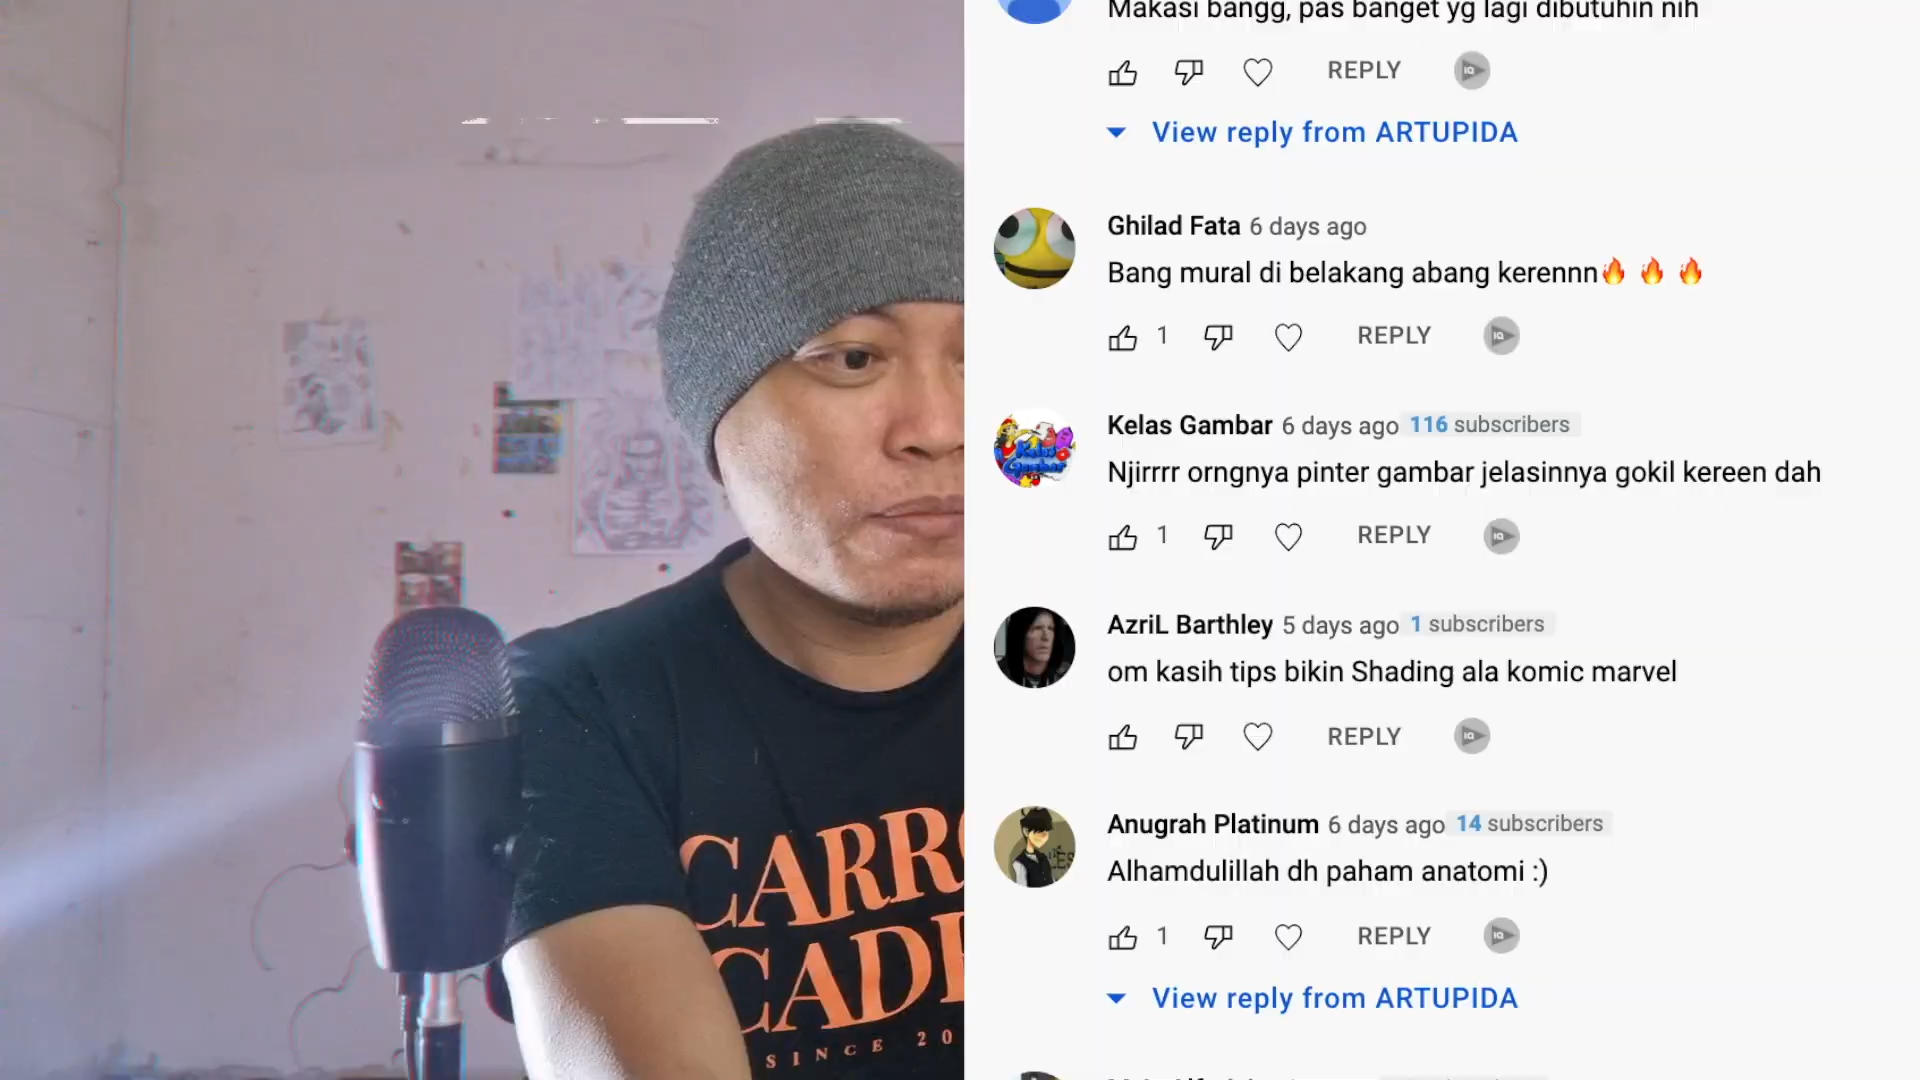 Makasi bangg, pas banget yg lagi dibutuhin nih
REPLY
View reply from ARTUPIDA
Ghilad Fata 6 days ago
Bang mural di belakang abang kerennn🔥 🔥 🔥
1 REPLY
Kelas Gambar 6 days ago 116 subscribers
Njirrrr orngnya pinter gambar jelasinnya gokil kereen dah
1 REPLY
AzriL Barthley 5 days ago 1 subscribers
om kasih tips bikin Shading ala komic marvel
REPLY
Anugrah Platinum 6 days ago 14 subscribers
Alhamdulillah dh paham anatomi :)
1 REPLY
View reply from ARTUPIDA
Kelas
Gambar
SINCE 20